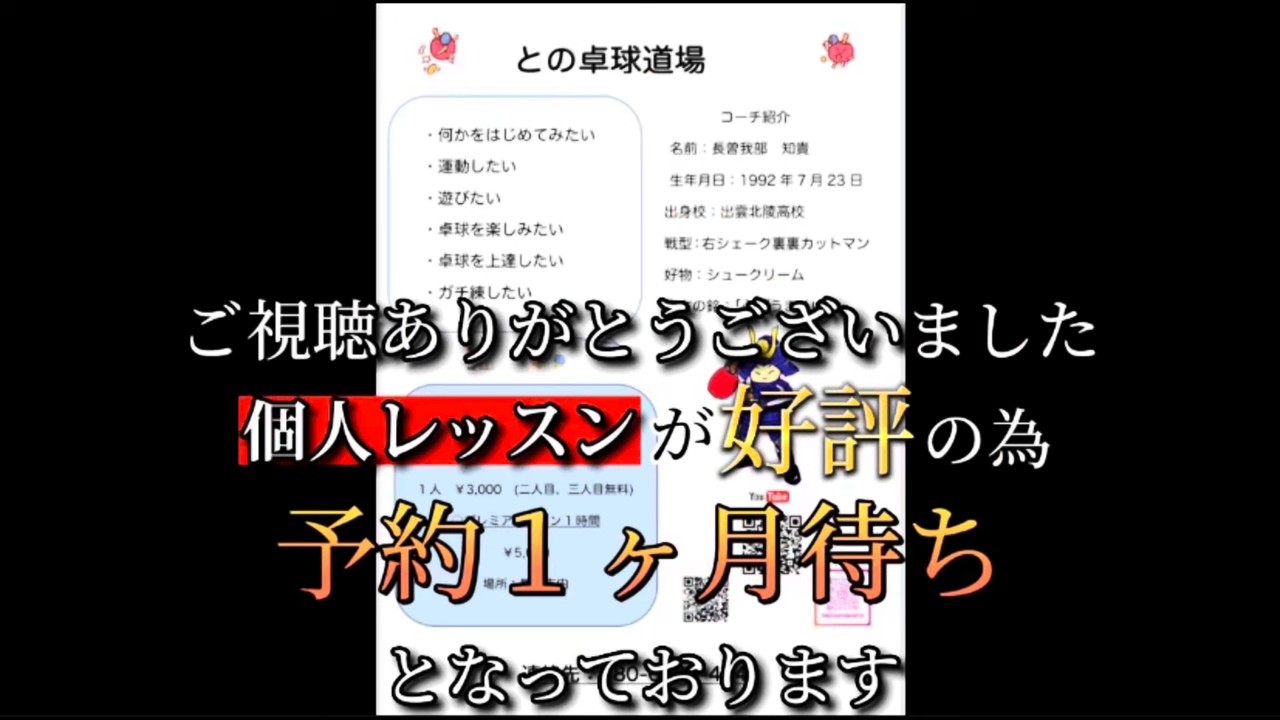 との卓球道場
・何かをはじめてみたい
・運動したい
・遊びたい
・卓球を楽しみたい
・卓球を上達したい
・ガチ練したい
コーチ紹介
名前：長曽我部 知貴
生年月日：1992年7月23日
出身校：出雲北陵高校
戦型：右シェーク裏裏カットマン
好物：シュークリーム
ご視聴ありがとうございました
個人レッスンが好評の為
1人 ¥3,000 (二人目、三人目無料)
YouTube
予約１ヶ月待ち
となっております